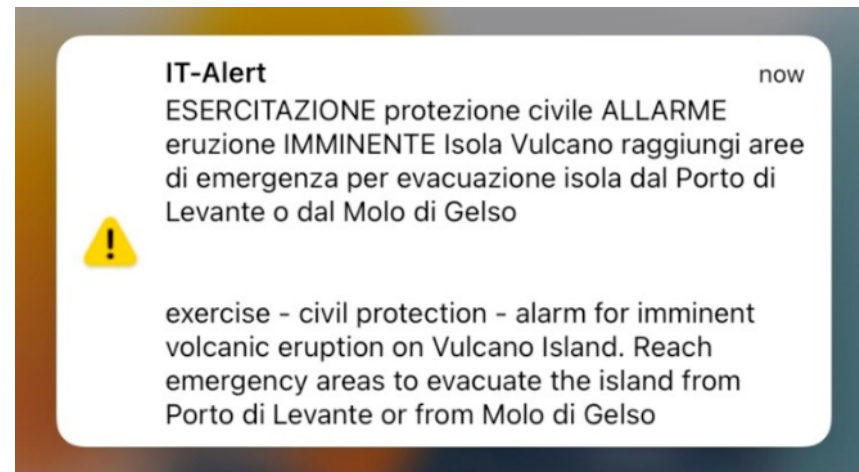 IT-Alert now
ESERCITAZIONE protezione civile ALLARME
eruzione IMMINENTE Isola Vulcano raggiungi aree
di emergenza per evacuazione isola dal Porto di
Levante o dal Molo di Gelso
exercise - civil protection - alarm for imminent
volcanic eruption on Vulcano Island. Reach
emergency areas to evacuate the island from
Porto di Levante or from Molo di Gelso